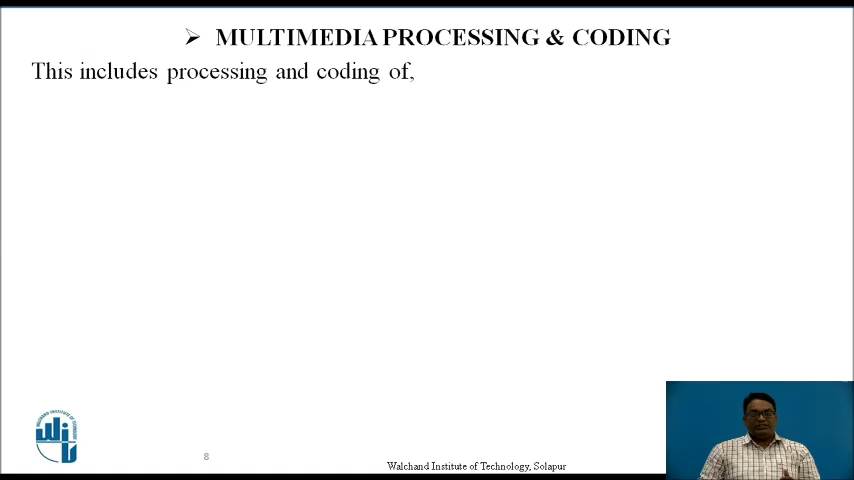 ➢ MULTIMEDIA PROCESSING & CODING
This includes processing and coding of,
8
Walchand Institute of Technology, Solapur